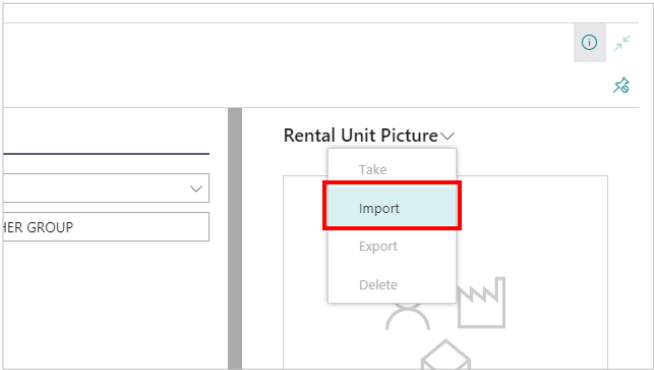 Rental Unit Picture
Take
Import
HER GROUP
Export
Delete